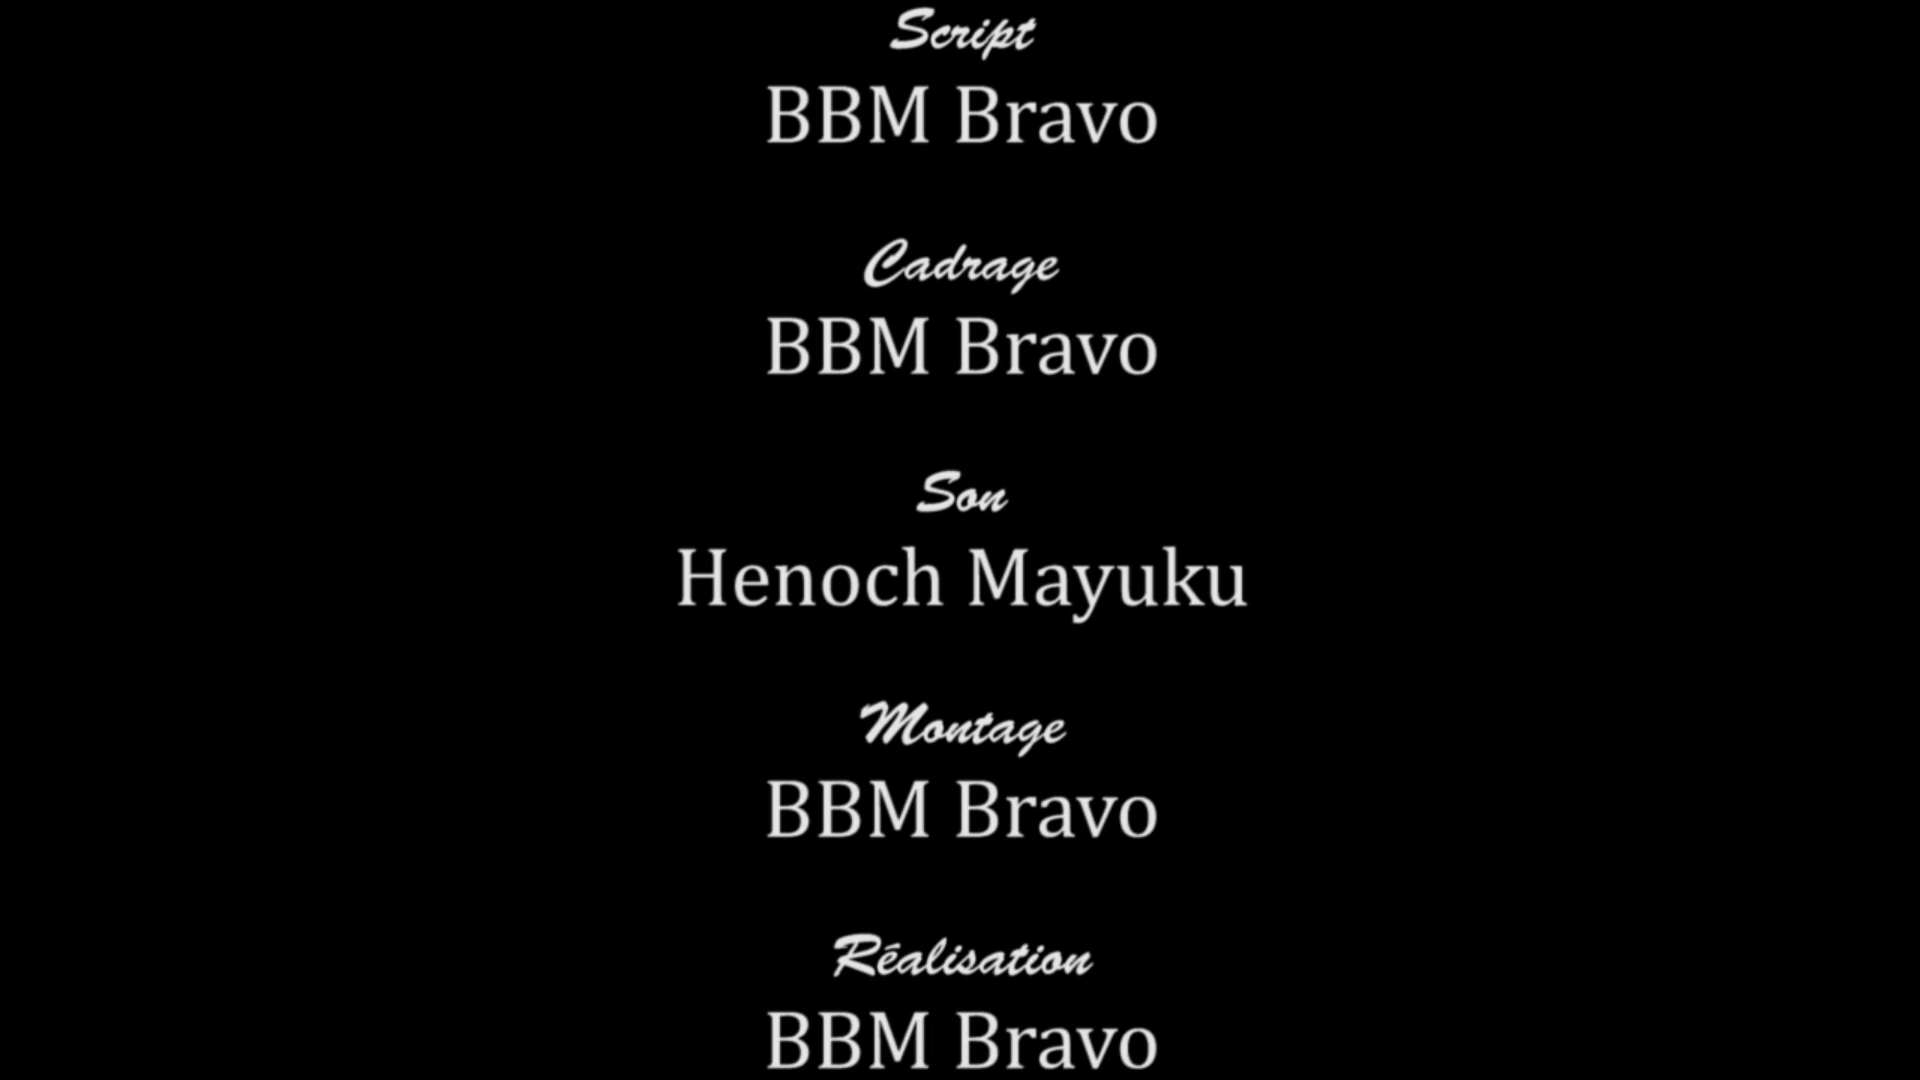 Script
BBM Bravo
Cadrage
BBM Bravo
Son
Henoch Mayuku
Montage
BBM Bravo
Réalisation
BBM Bravo